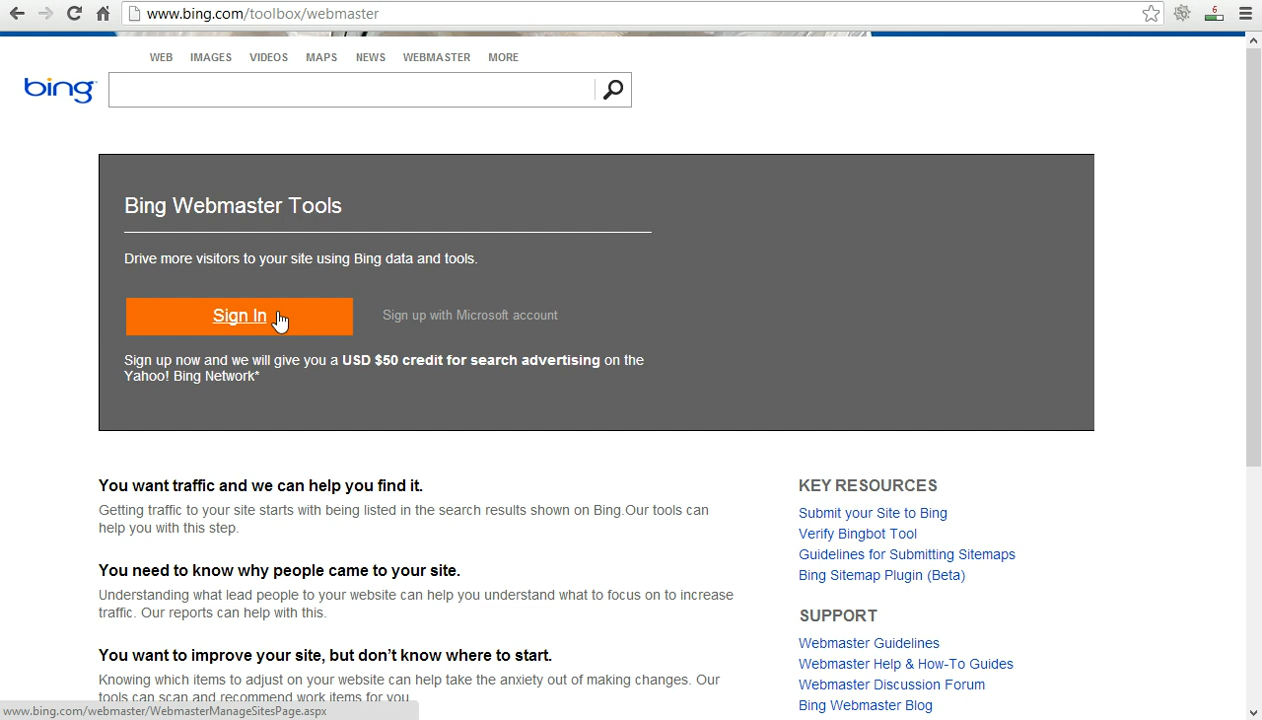 www.bing.com/toolbox/webmaster
6
WEB IMAGES VIDEOS MAPS NEWS WEBMASTER MORE
bing
Bing Webmaster Tools
Drive more visitors to your site using Bing data and tools.
Sign In
Sign up with Microsoft account
Sign up now and we will give you a USD $50 credit for search advertising on the
Yahoo! Bing Network*
You want traffic and we can help you find it.
Getting traffic to your site starts with being listed in the search results shown on Bing.Our tools can
help you with this step.
You need to know why people came to your site.
Understanding what lead people to your website can help you understand what to focus on to increase
traffic. Our reports can help with this.
You want to improve your site, but don’t know where to start.
Knowing which items to adjust on your website can help take the anxiety out of making changes. Our
tools can scan and recommend work items for you
KEY RESOURCES
Submit your Site to Bing
Verify Bingbot Tool
Guidelines for Submitting Sitemaps
Bing Sitemap Plugin (Beta)
SUPPORT
Webmaster Guidelines
Webmaster Help & How-To Guides
Webmaster Discussion Forum
Bing Webmaster Blog
www.bing.com/webmaster/WebmasterManageSitesPage.aspx